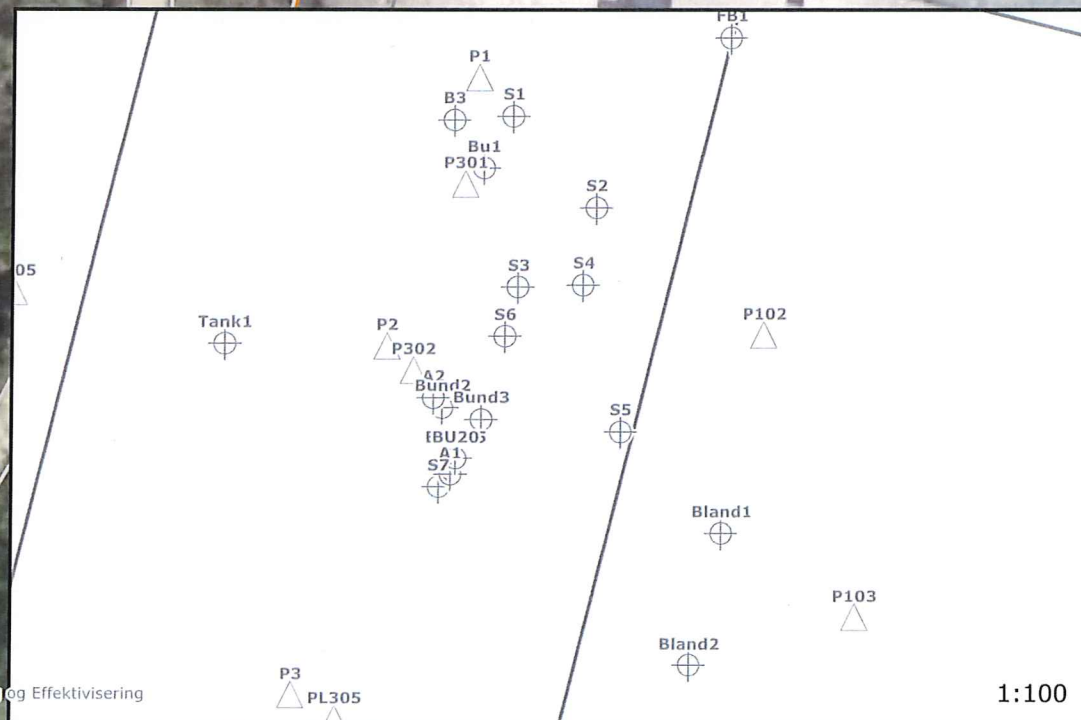 FB1
P1
B3
S1
Bu1
P301
S2
05
S3
S4
Tank1
P2
S6
P102
P302
A2
Bund2
Bund3
S5
A1
S7
Bland1
P103
Bland2
P3
PL305
og Effektivisering
1:100